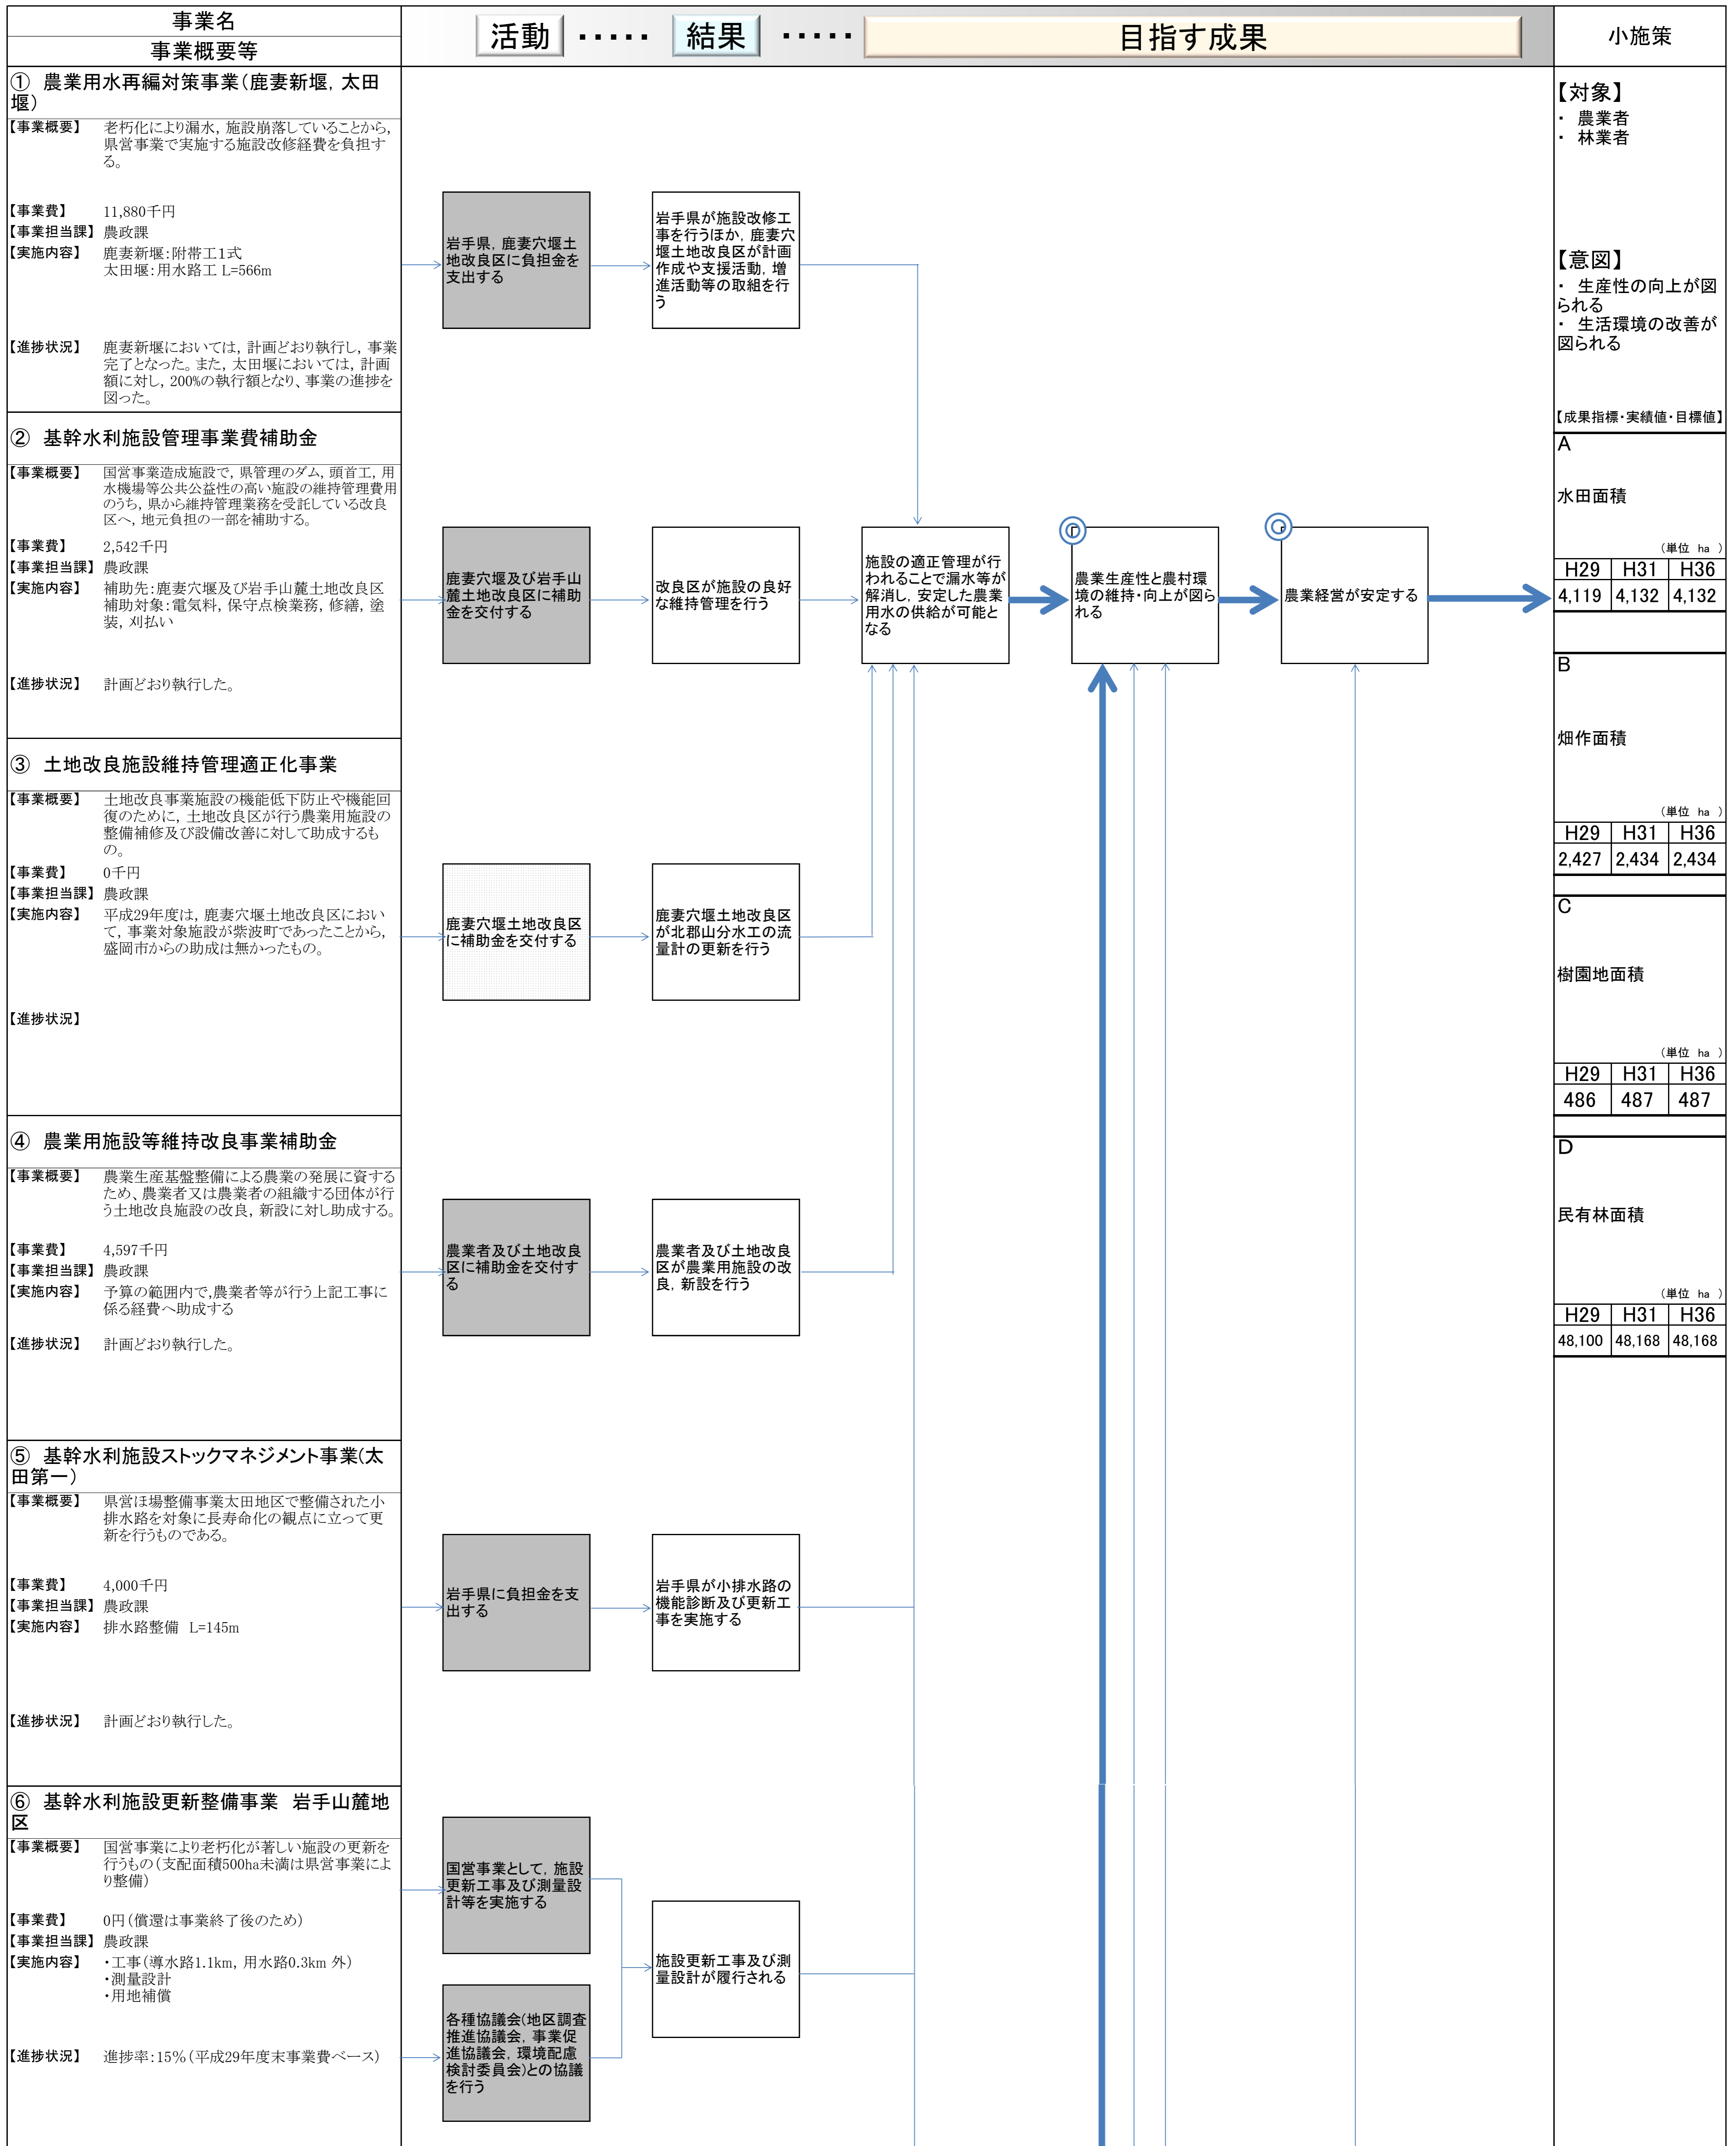 事業名
事業概要等
活動 ・・・・・ 結果 ・・・・・ 目指す成果
小施策
① 農業用水再編対策事業(鹿妻新堰, 太田
堰)
【事業概要】 老朽化により漏水, 施設崩落していることから,
県営事業で実施する施設改修経費を負担す
る。
【事業費】 11,880千円
【事業担当課】 農政課
【実施内容】 鹿妻新堰:附帯工1式
太田堰:用水路工 L=566m
【進捗状況】 鹿妻新堰においては, 計画どおり執行し, 事業
完了となった。また, 太田堰においては, 計画
額に対し, 200%の執行額となり、事業の進捗を
図った。
岩手県, 鹿妻穴堰土
地改良区に負担金を
支出する
岩手県が施設改修工
事を行うほか, 鹿妻穴
堰土地改良区が計画
作成や支援活動, 増
進活動等の取組を行
う
② 基幹水利施設管理事業費補助金
【事業概要】 国営事業造成施設で, 県管理のダム, 頭首工, 用
水機場等公共公益性の高い施設の維持管理費用
のうち, 県から維持管理業務を受託している改良
区へ, 地元負担の一部を補助する。
【事業費】 2,542千円
【事業担当課】 農政課
【実施内容】 補助先:鹿妻穴堰及び岩手山麓土地改良区
補助対象:電気料, 保守点検業務, 修繕, 塗
装, 刈払い
【進捗状況】 計画どおり執行した。
鹿妻穴堰及び岩手山
麓土地改良区に補助
金を交付する
改良区が施設の良好
な維持管理を行う
施設の適正管理が行
われることで漏水等が
解消し, 安定した農業
用水の供給が可能と
なる
◎
農業生産性と農村環
境の維持・向上が図ら
れる
◎
農業経営が安定する
③ 土地改良施設維持管理適正化事業
【事業概要】 土地改良事業施設の機能低下防止や機能回
復のために, 土地改良区が行う農業用施設の
整備補修及び設備改善に対して助成するも
の。
【事業費】 0千円
【事業担当課】 農政課
【実施内容】 平成29年度は, 鹿妻穴堰土地改良区におい
て, 事業対象施設が紫波町であったことから,
盛岡市からの助成は無かったもの。
【進捗状況】
鹿妻穴堰土地改良区
に補助金を交付する
鹿妻穴堰土地改良区
が北郡山分水工の流
量計の更新を行う
④ 農業用施設等維持改良事業補助金
【事業概要】 農業生産基盤整備による農業の発展に資する
ため、農業者又は農業者の組織する団体が行
う土地改良施設の改良, 新設に対し助成する。
【事業費】 4,597千円
【事業担当課】 農政課
【実施内容】 予算の範囲内で,農業者等が行う上記工事に
係る経費へ助成する
【進捗状況】 計画どおり執行した。
農業者及び土地改良
区に補助金を交付す
る
農業者及び土地改良
区が農業用施設の改
良, 新設を行う
⑤ 基幹水利施設ストックマネジメント事業(太
田第一)
【事業概要】 県営ほ場整備事業太田地区で整備された小
排水路を対象に長寿命化の観点に立って更
新を行うものである。
【事業費】 4,000千円
【事業担当課】 農政課
【実施内容】 排水路整備 L=145m
【進捗状況】 計画どおり執行した。
岩手県に負担金を支
出する
岩手県が小排水路の
機能診断及び更新工
事を実施する
⑥ 基幹水利施設更新整備事業 岩手山麓地
区
【事業概要】 国営事業により老朽化が著しい施設の更新を
行うもの(支配面積500ha未満は県営事業によ
り整備)
【事業費】 0円(償還は事業終了後のため)
【事業担当課】 農政課
【実施内容】 ・工事(導水路1.1km, 用水路0.3km 外)
・測量設計
・用地補償
【進捗状況】 進捗率:15%(平成29年度末事業費ベース)
国営事業として, 施設
更新工事及び測量設
計等を実施する
各種協議会(地区調査
推進協議会, 事業促
進協議会, 環境配慮
検討委員会)との協議
を行う
施設更新工事及び測
量設計が履行される
【対象】
・ 農業者
・ 林業者
【意図】
・ 生産性の向上が図
られる
・ 生活環境の改善が
図られる
【成果指標・実績値・目標値】
A
水田面積
(単位 ha )
H29 H31 H36
4,119 4,132 4,132
B
畑作面積
(単位 ha )
H29 H31 H36
2,427 2,434 2,434
C
樹園地面積
(単位 ha )
H29 H31 H36
486 487 487
D
民有林面積
(単位 ha )
H29 H31 H36
48,100 48,168 48,168